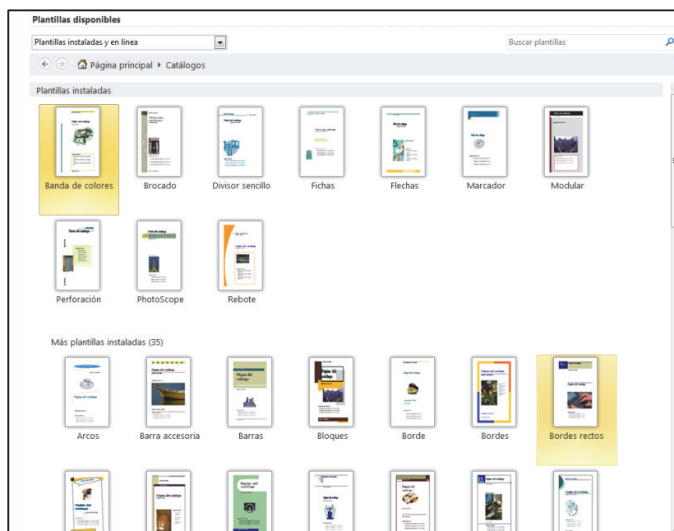 Plantillas disponibles
Plantillas instaladas y en línea
Buscar plantillas
Página principal Catálogos
Plantillas instaladas
Banda de colores Brocado Divisor sencillo Fichas Flechas Marcador Modular
Perforación PhotoScope Rebote
Más plantillas instaladas (35)
Arcos Barra accesoria Barras Bloques Borde Bordes Bordes rectos